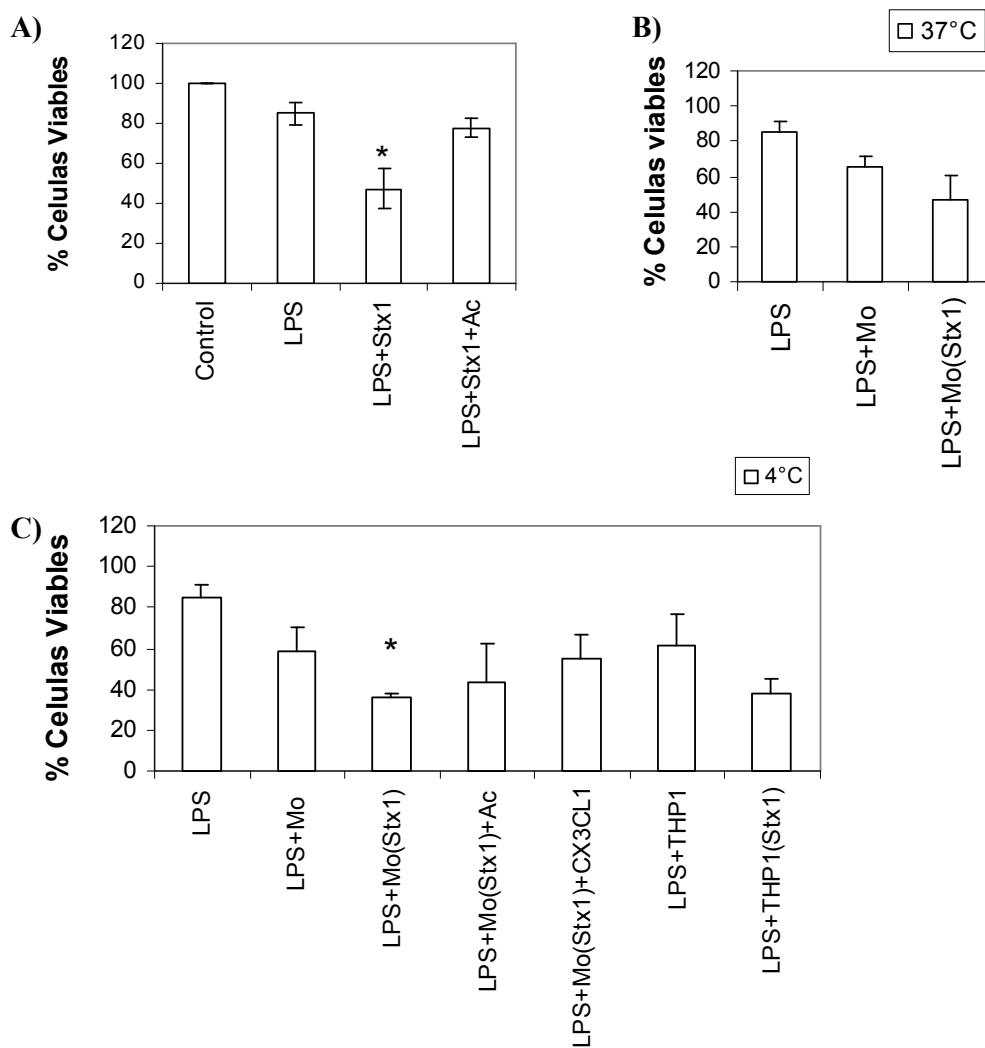 A)
% Celulas Viables
120
100
80
60
40
20
0
*
Control
LPS
LPS+Stx1
LPS+Stx1+Ac
B)
37°C
% Celulas viables
120
100
80
60
40
20
0
LPS
LPS+Mo
LPS+Mo(Stx1)
4°C
C)
% Celulas Viables
120
100
80
60
40
20
0
*
LPS
LPS+Mo
LPS+Mo(Stx1)
LPS+Mo(Stx1)+Ac
LPS+Mo(Stx1)+CX3CL1
LPS+THP1
LPS+THP1(Stx1)